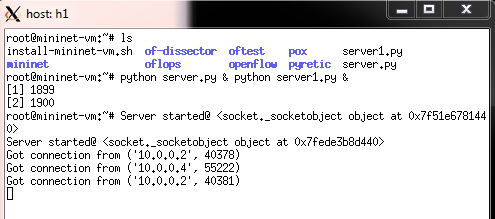 host: h1
root@mininet-vm:~# ls
install-mininet-vm.sh of-dissector oftest pox server1.py
mininet oflops openflow pyretic server.py
root@mininet-vm:~# python server.py & python server1.py &
[1] 1899
[2] 1900
root@mininet-vm:~# Server started@ <socket._socketobject object at 0x7f51e678144
0>
Server started@ <socket._socketobject object at 0x7fede3b8d440>
Got connection from ('10.0.0.2', 40378)
Got connection from ('10.0.0.4', 55222)
Got connection from ('10.0.0.2', 40381)